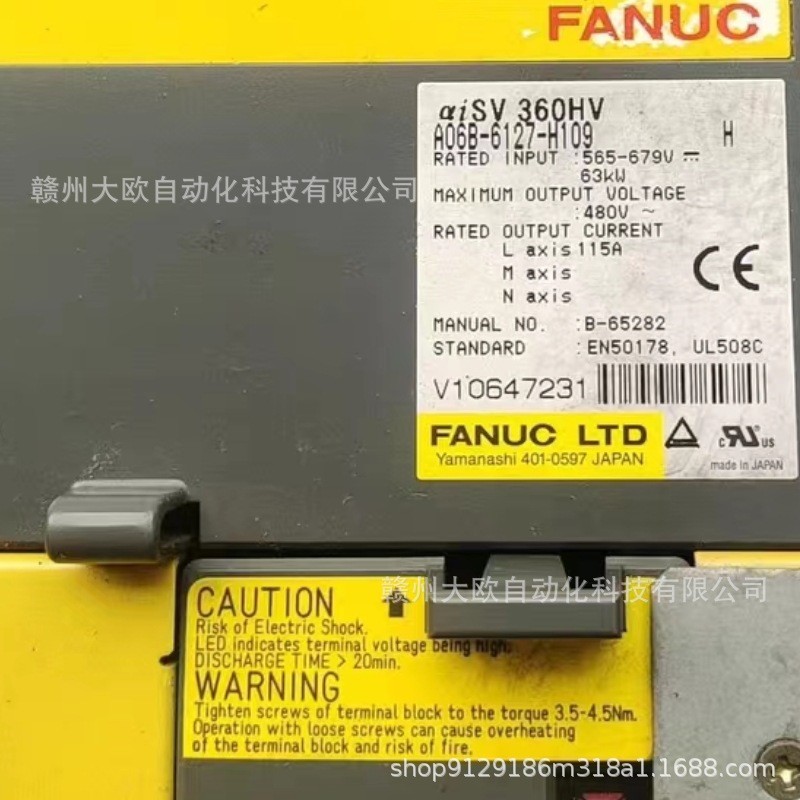 FANUC
αiSV 360HV
A06B-6127-H109 H
RATED INPUT :565-679V ⎓
63kW
MAXIMUM OUTPUT VOLTAGE
:480V ~
RATED OUTPUT CURRENT
L axis 115A
M axis
N axis
MANUAL NO. :B-65282
STANDARD :EN50178, UL508C
V10647231
FANUC LTD
Yamanashi 401-0597 JAPAN
CE
c RU us
made in JAPAN
赣州大欧自动化科技有限公司
赣州大欧自动化科技有限公司
CAUTION
Risk of Electric Shock.
LED indicates terminal voltage being high.
DISCHARGE TIME > 20min.
WARNING
Tighten screws of terminal block to the torque 3.5-4.5Nm.
Operation with loose screws can cause overheating
of the terminal block and risk of fire.
shop9129186m318a1.1688.com